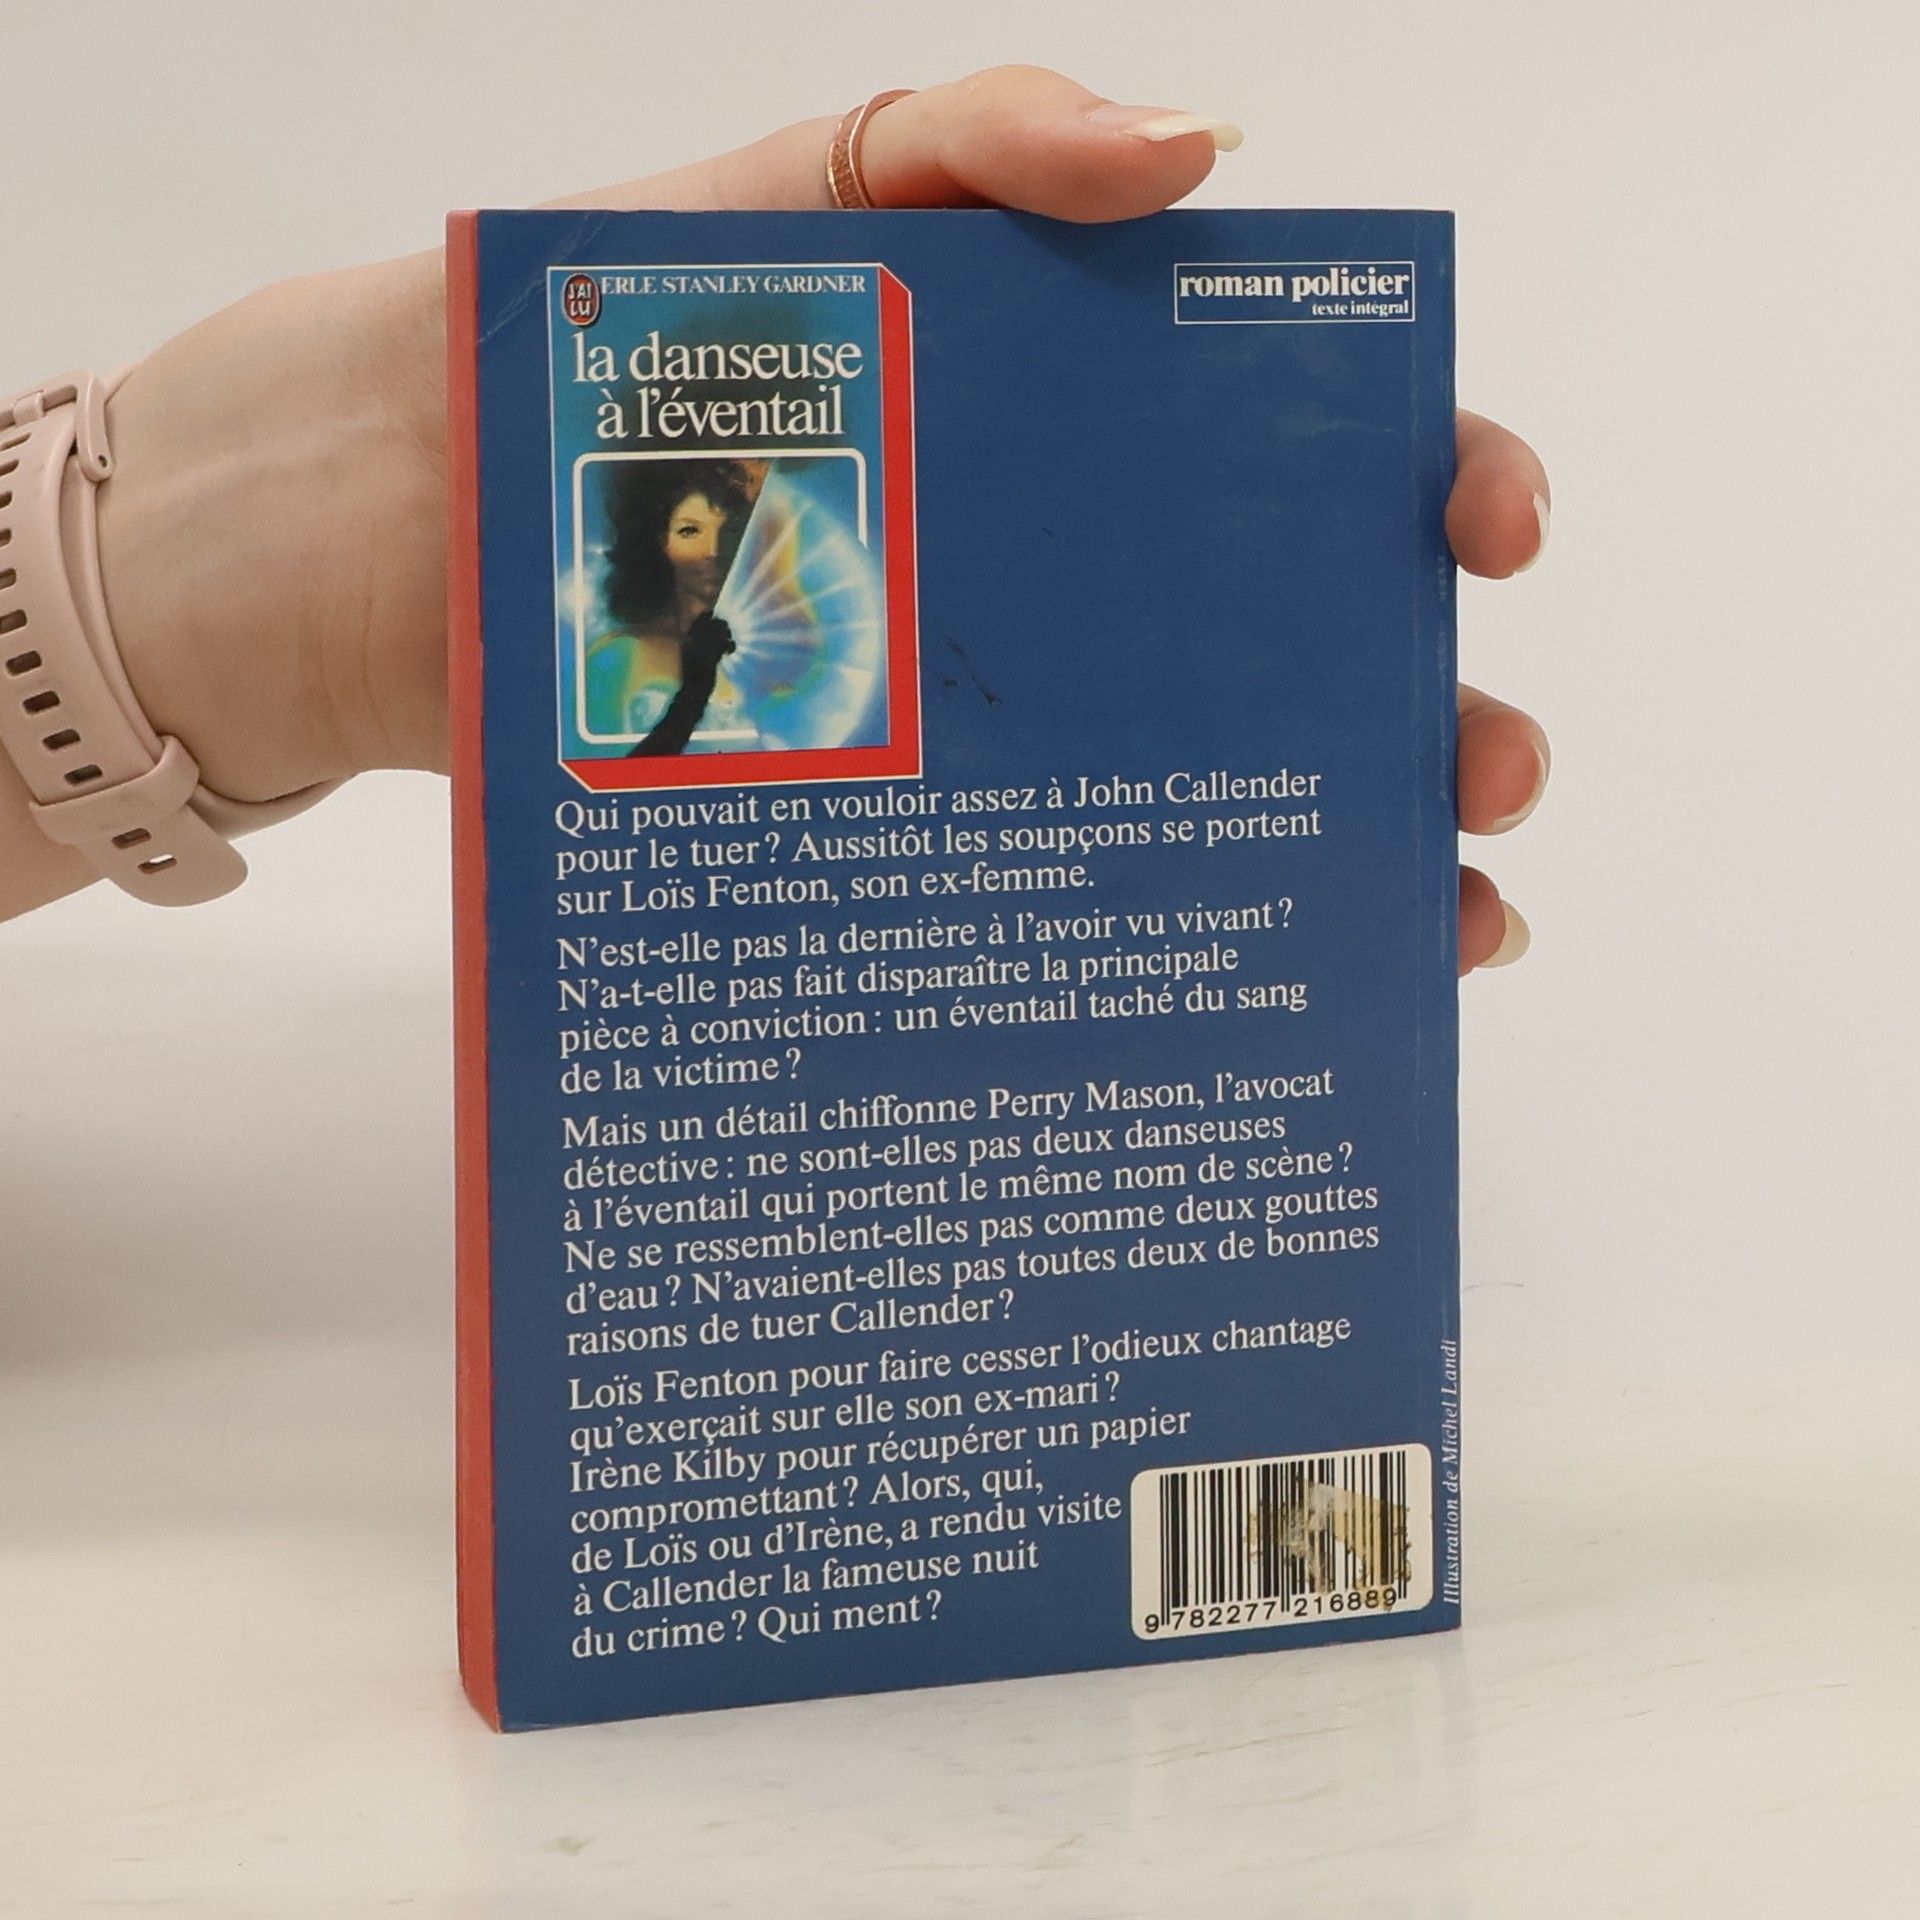 J'AI
LU
ERLE STANLEY GARDNER
la danseuse
à l'éventail
roman policier
texte intégral
Qui pouvait en vouloir assez à John Callender
pour le tuer ? Aussitôt les soupçons se portent
sur Loïs Fenton, son ex-femme.
N'est-elle pas la dernière à l'avoir vu vivant ?
N'a-t-elle pas fait disparaître la principale
pièce à conviction : un éventail taché du sang
de la victime ?
Mais un détail chiffonne Perry Mason, l'avocat
détective : ne sont-elles pas deux danseuses
à l'éventail qui portent le même nom de scène ?
Ne se ressemblent-elles pas comme deux gouttes
d'eau ? N'avaient-elles pas toutes deux de bonnes
raisons de tuer Callender ?
Loïs Fenton pour faire cesser l'odieux chantage
qu'exerçait sur elle son ex-mari ?
Irène Kilby pour récupérer un papier
compromettant ? Alors, qui,
de Loïs ou d'Irène, a rendu visite
à Callender la fameuse nuit
du crime ? Qui ment ?
9 782277 216889
Illustration de Michel Landi